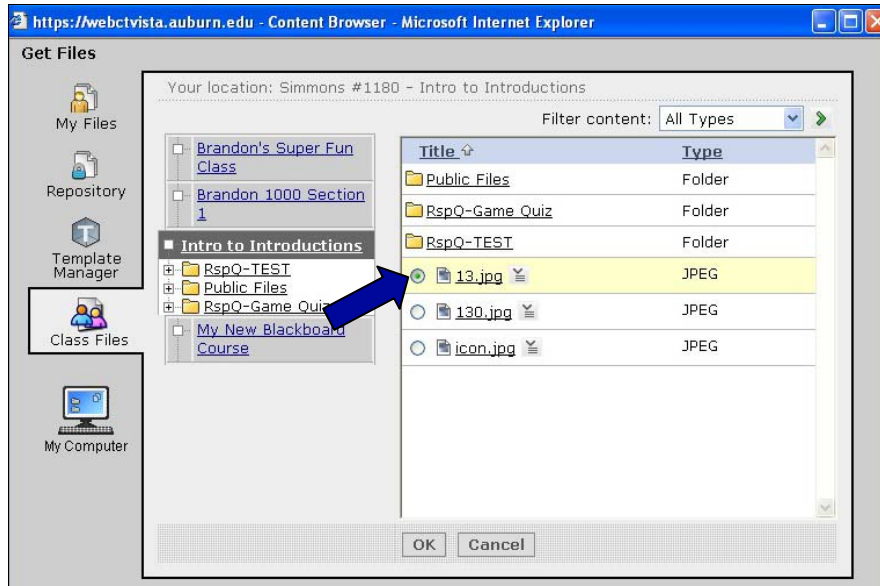 https://webctvista.auburn.edu - Content Browser - Microsoft Internet Explorer
Get Files
My Files
Repository
Template
Manager
Class Files
My Computer
Your location: Simmons #1180 - Intro to Introductions
Filter content: All Types
Brandon's Super Fun
Class
Brandon 1000 Section
1
Intro to Introductions
RspQ-TEST
Public Files
RspQ-Game Quiz
My New Blackboard
Course
Title Type
Public Files Folder
RspQ-Game Quiz Folder
RspQ-TEST Folder
13.jpg JPEG
130.jpg JPEG
icon.jpg JPEG
OK Cancel